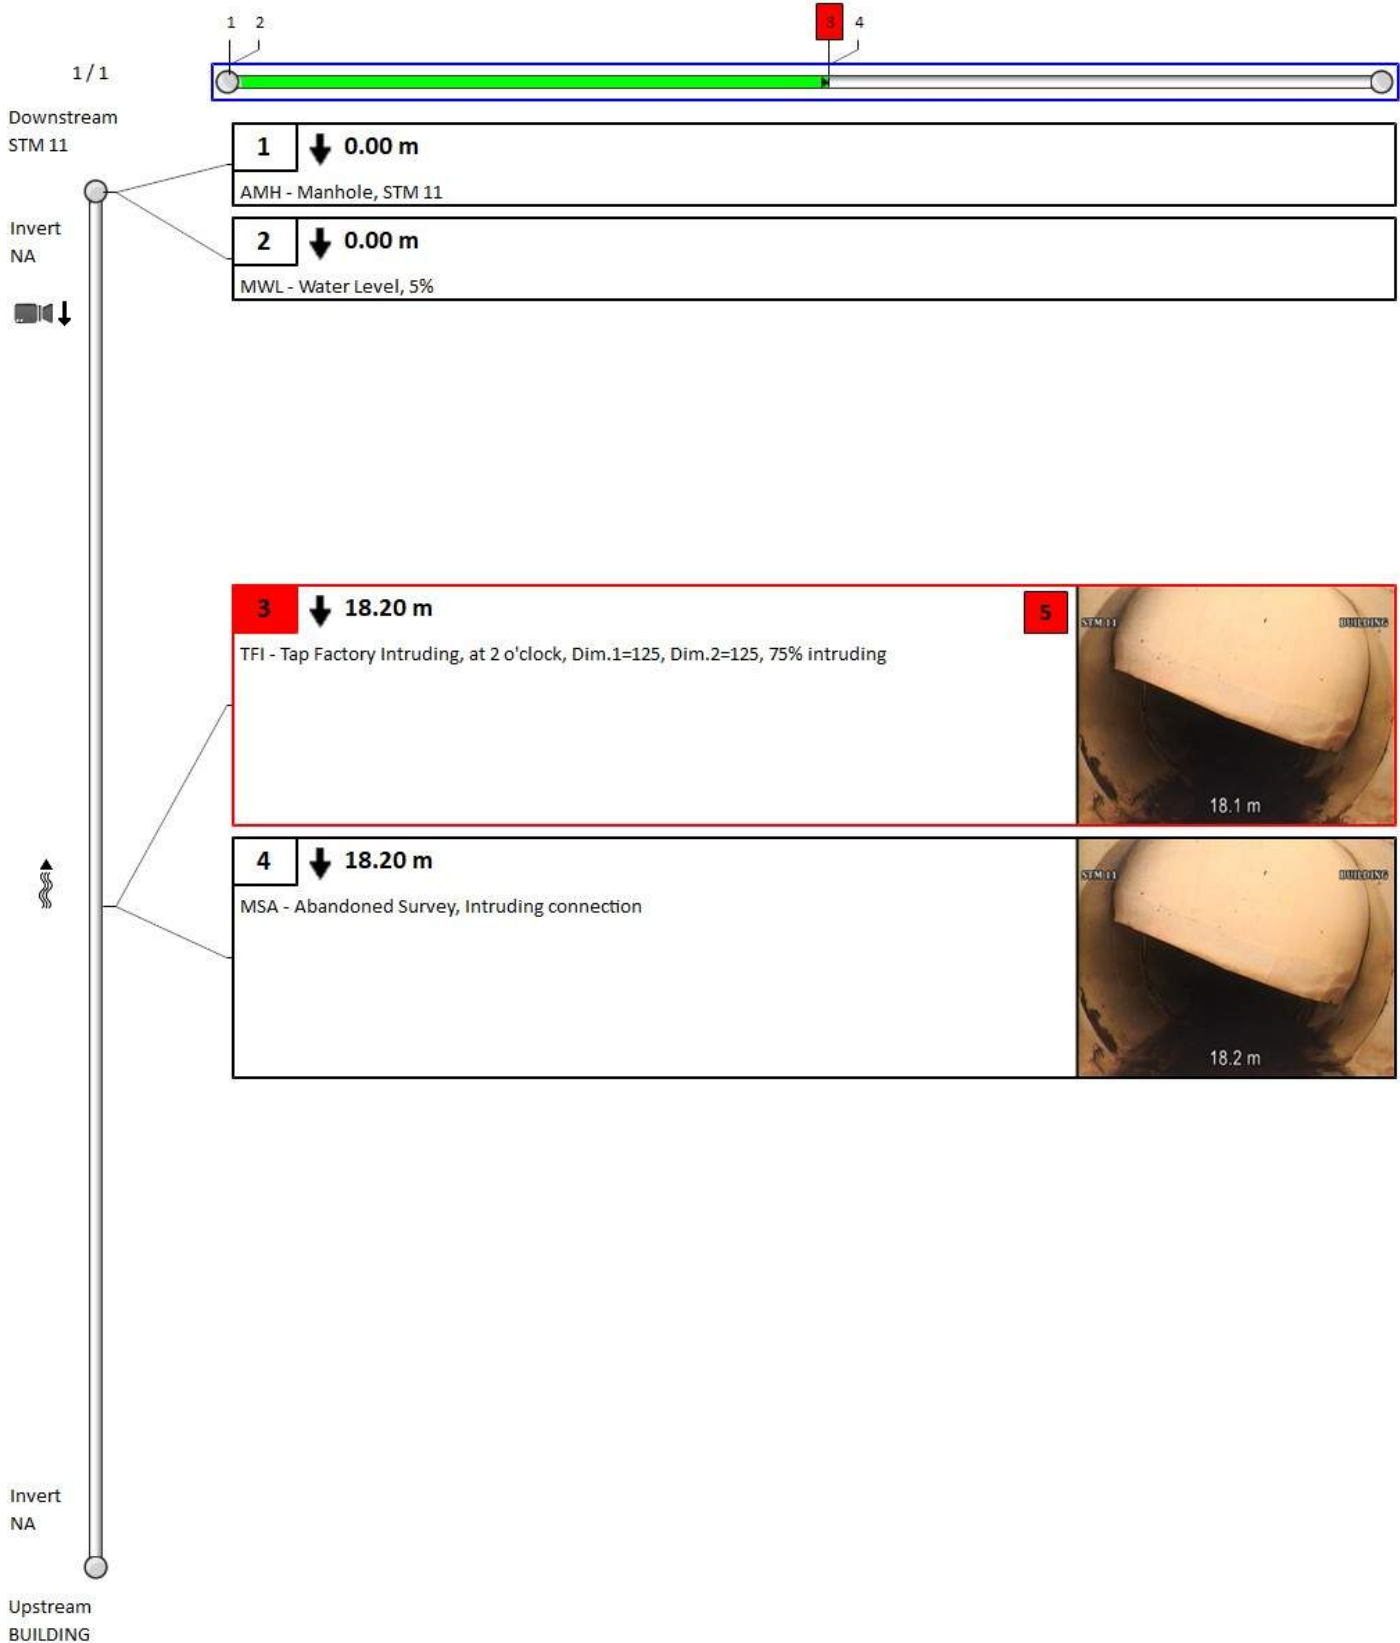 1 2 3 4
1 / 1
Downstream
STM 11
1 0.00 m
AMH - Manhole, STM 11
Invert
NA
2 0.00 m
MWL - Water Level, 5%
3 18.20 m 5
TFI - Tap Factory Intruding, at 2 o'clock, Dim.1=125, Dim.2=125, 75% intruding
STM 11 BUILDING
18.1 m
4 18.20 m
MSA - Abandoned Survey, Intruding connection
STM 11 BUILDING
18.2 m
Invert
NA
Upstream
BUILDING